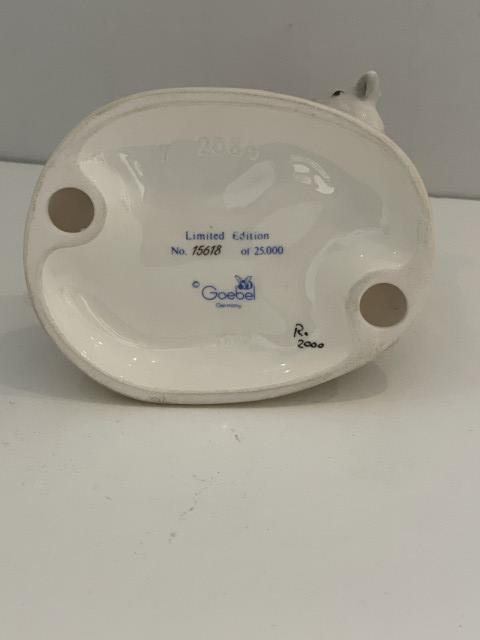 Limited Edition
No. 15618 of 25.000
© Goebel
Germany
R.
2000